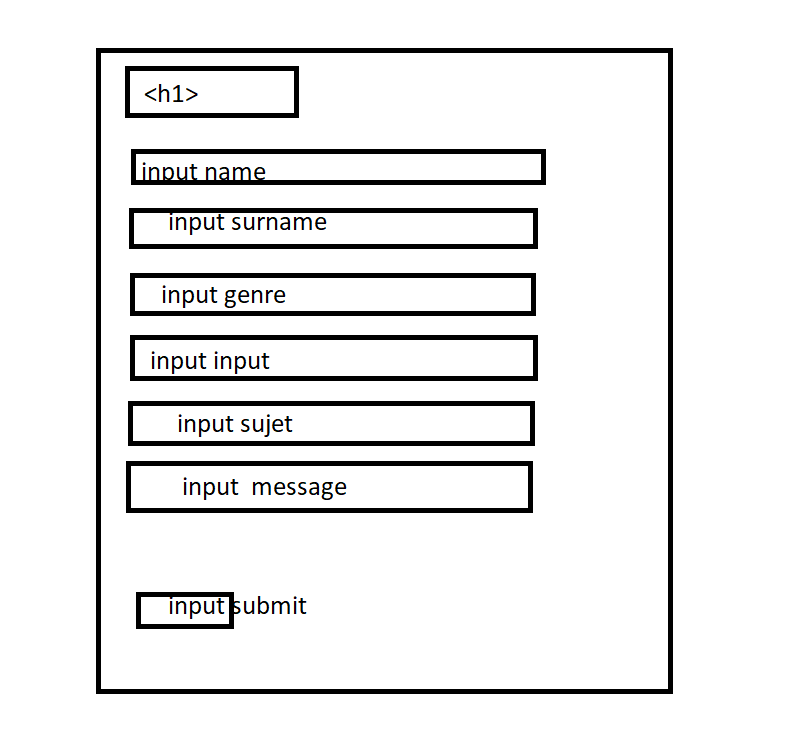 <h1>
input name
input surname
input genre
input input
input sujet
input message
input submit